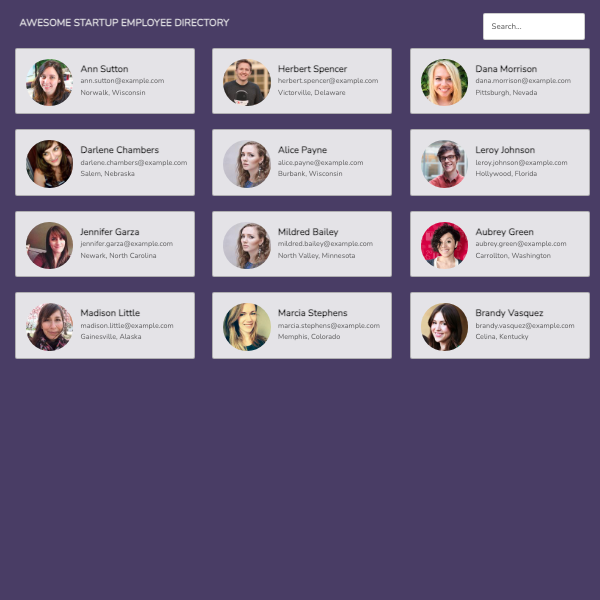 AWESOME STARTUP EMPLOYEE DIRECTORY
Search...
Ann Sutton
ann.sutton@example.com
Norwalk, Wisconsin
Herbert Spencer
herbert.spencer@example.com
Victorville, Delaware
Dana Morrison
dana.morrison@example.com
Pittsburgh, Nevada
Darlene Chambers
darlene.chambers@example.com
Salem, Nebraska
Alice Payne
alice.payne@example.com
Burbank, Wisconsin
Leroy Johnson
leroy.johnson@example.com
Hollywood, Florida
Jennifer Garza
jennifer.garza@example.com
Newark, North Carolina
Mildred Bailey
mildred.bailey@example.com
North Valley, Minnesota
Aubrey Green
aubrey.green@example.com
Carrollton, Washington
Madison Little
madison.little@example.com
Gainesville, Alaska
Marcia Stephens
marcia.stephens@example.com
Memphis, Colorado
Brandy Vasquez
brandy.vasquez@example.com
Celina, Kentucky